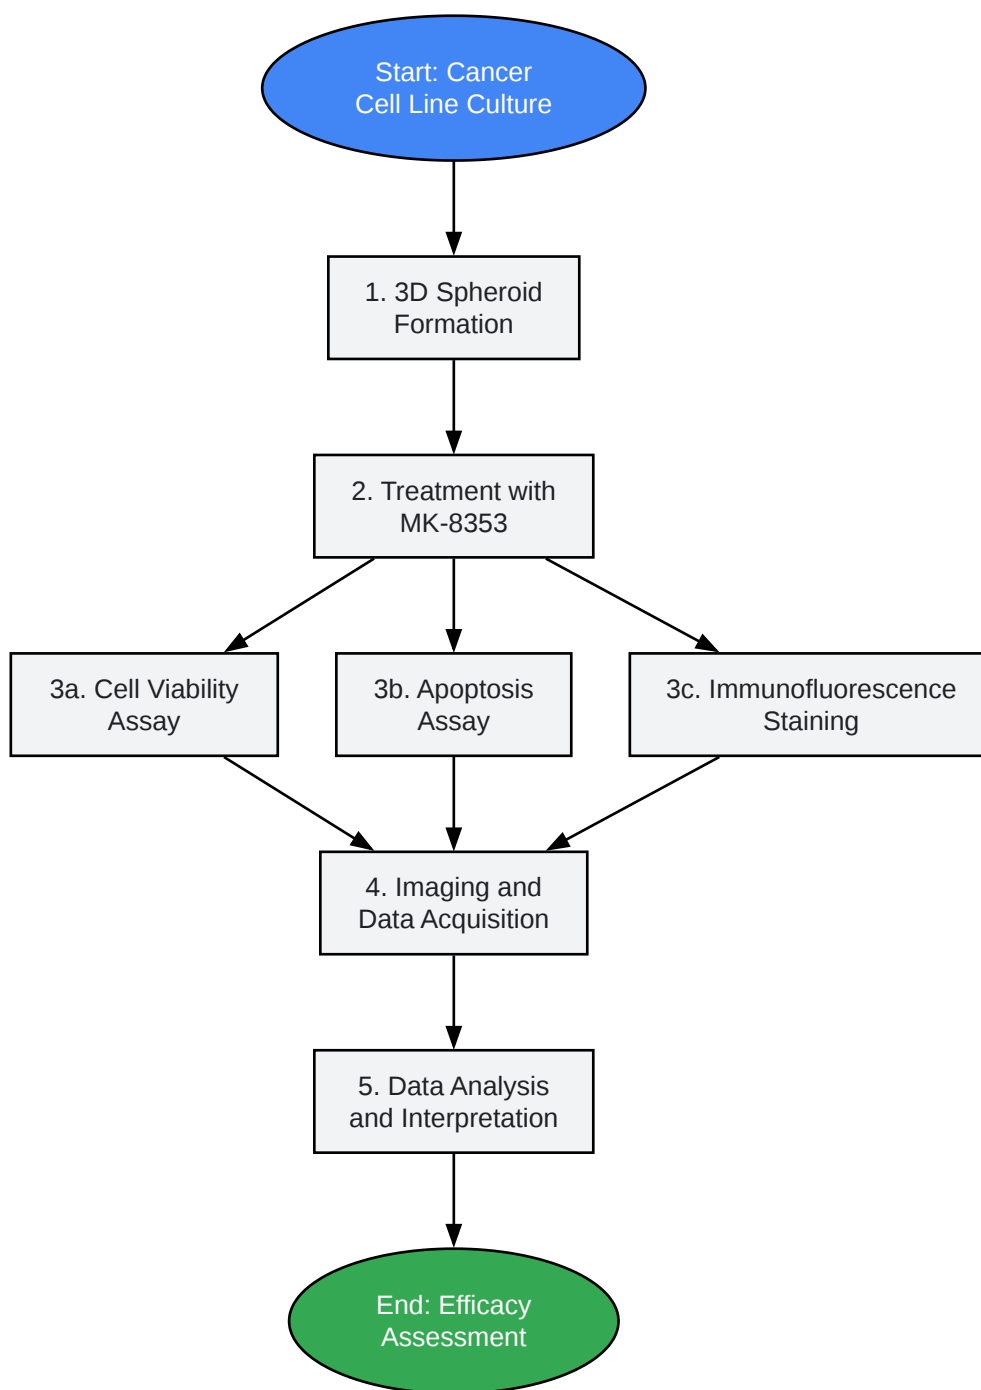 Start: Cancer
Cell Line Culture
1. 3D Spheroid
Formation
2. Treatment with
MK-8353
3a. Cell Viability
Assay
3b. Apoptosis
Assay
3c. Immunofluorescence
Staining
4. Imaging and
Data Acquisition
5. Data Analysis
and Interpretation
End: Efficacy
Assessment